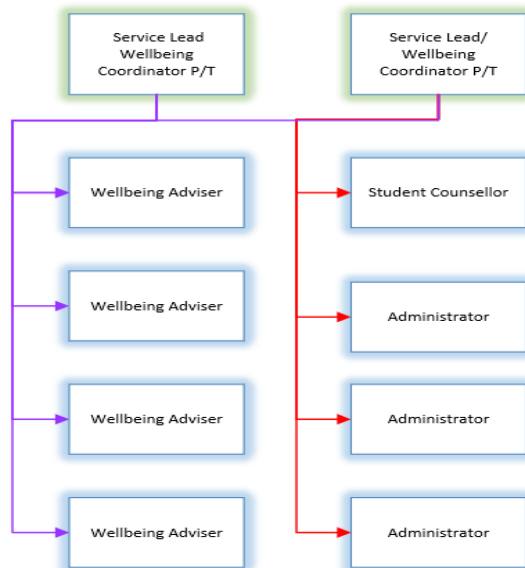 Service Lead
Wellbeing
Coordinator P/T
Service Lead/
Wellbeing
Coordinator P/T
Wellbeing Adviser
Student Counsellor
Wellbeing Adviser
Administrator
Wellbeing Adviser
Administrator
Wellbeing Adviser
Administrator